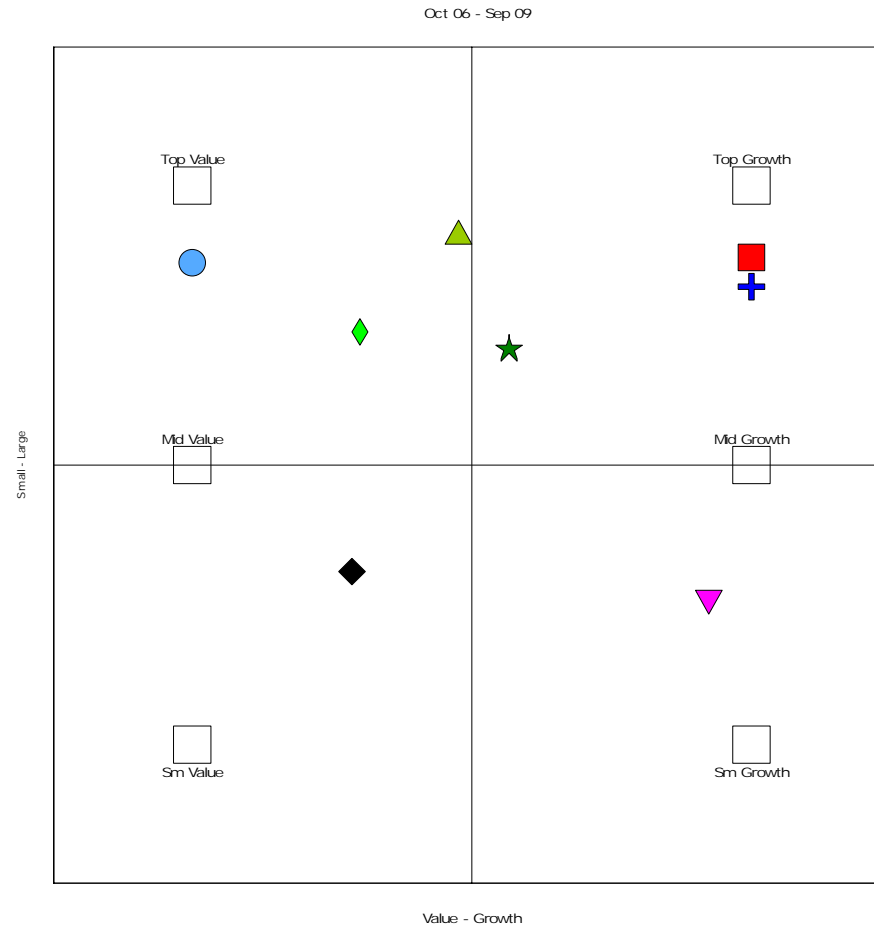 Oct 06 - Sep 09
Top Value
Top Growth
Mid Value
Mid Growth
Small - Large
Sm Value
Sm Growth
Value - Growth